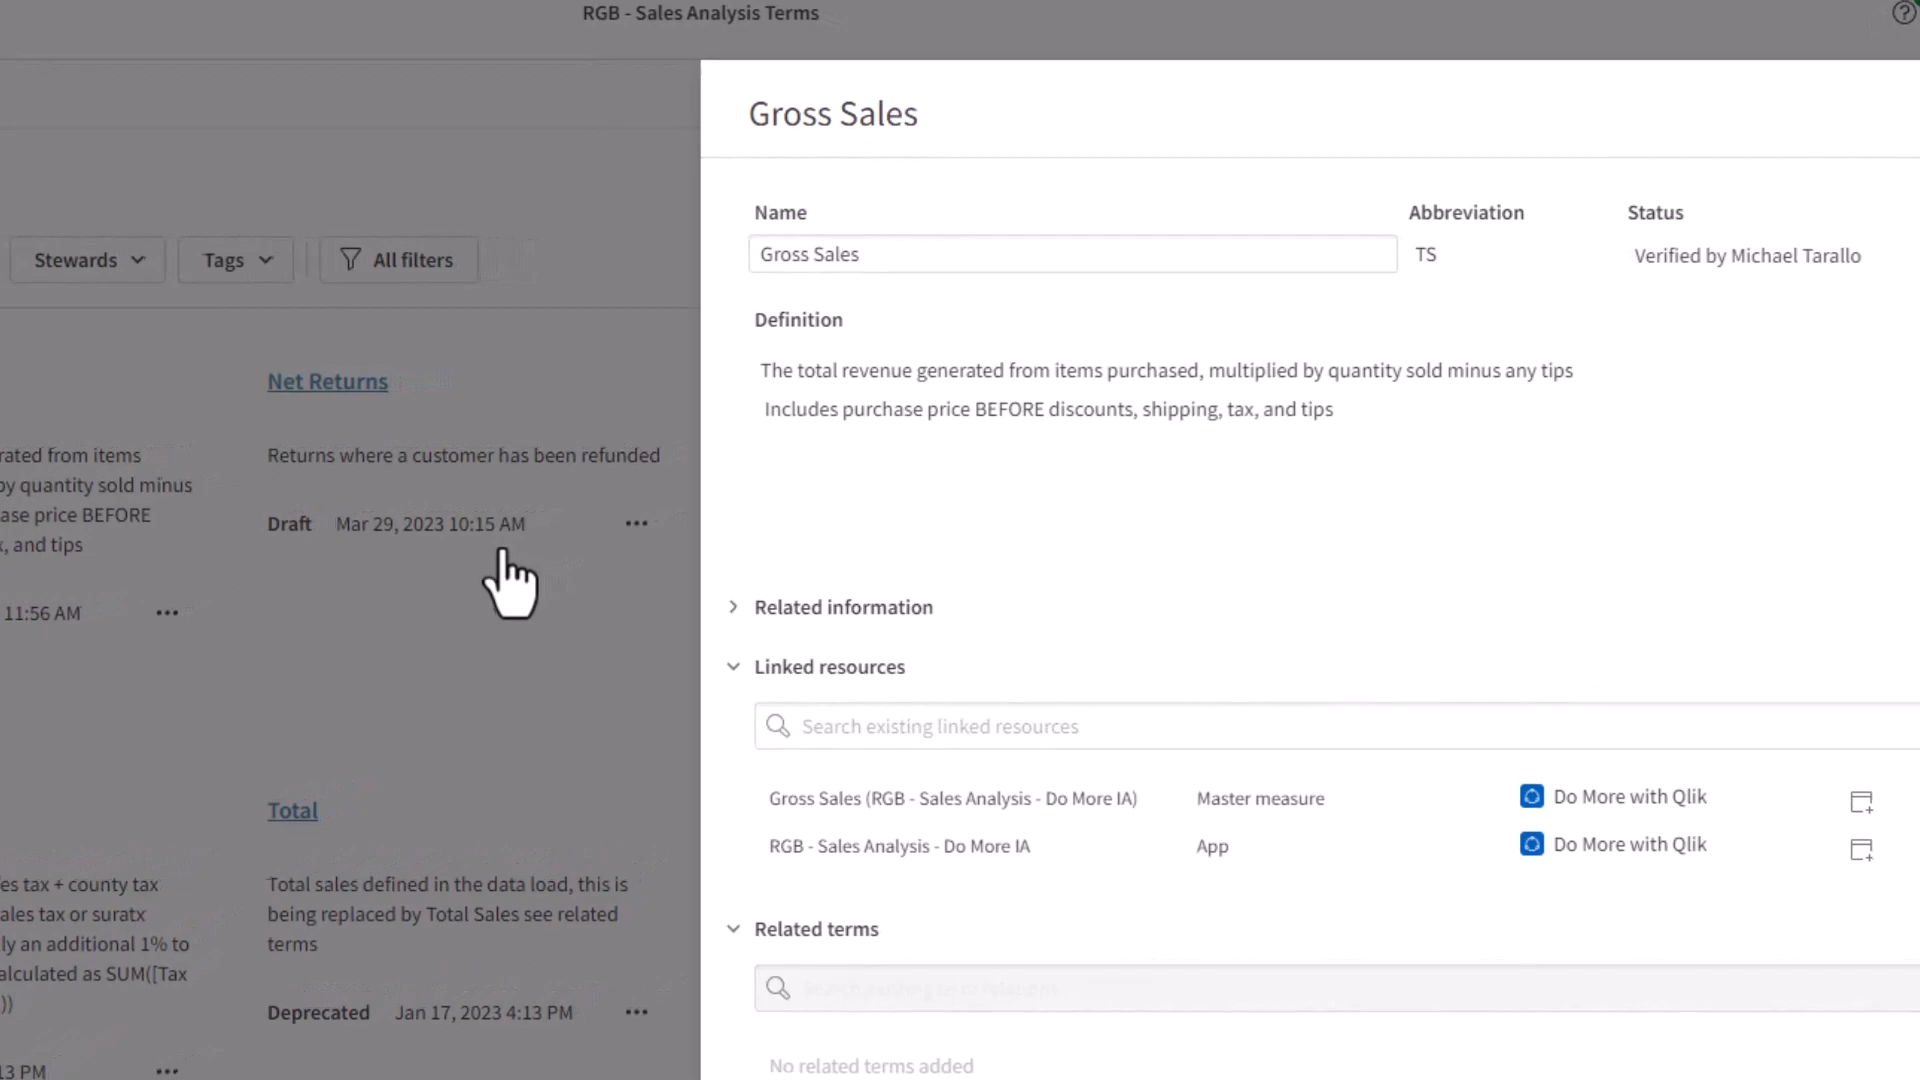 RGB - Sales Analysis Terms
Stewards
Tags
All filters
rated from items
by quantity sold minus
ase price BEFORE
, and tips
11:56 AM
Net Returns
Returns where a customer has been refunded
Draft Mar 29, 2023 10:15 AM
es tax + county tax
ales tax or suratx
ly an additional 1% to
alculated as SUM([Tax
))
13 PM
Total
Total sales defined in the data load, this is
being replaced by Total Sales see related
terms
Deprecated Jan 17, 2023 4:13 PM
Gross Sales
Name Abbreviation Status
Gross Sales TS Verified by Michael Tarallo
Definition
The total revenue generated from items purchased, multiplied by quantity sold minus any tips
Includes purchase price BEFORE discounts, shipping, tax, and tips
Related information
Linked resources
Search existing linked resources
Gross Sales (RGB - Sales Analysis - Do More IA) Master measure Do More with Qlik
RGB - Sales Analysis - Do More IA App Do More with Qlik
Related terms
No related terms added